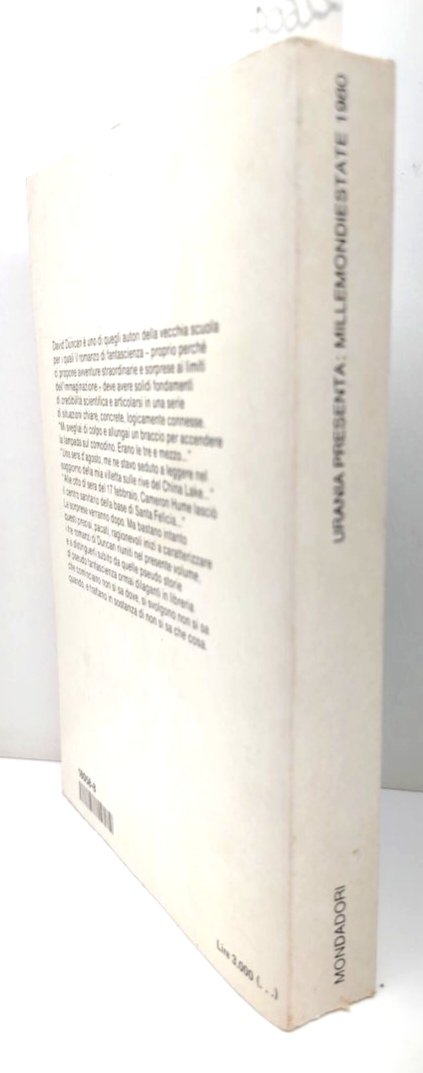 David Duncan è uno di quegli autori della vecchia scuola
per i quali il romanzo di fantascienza – proprio perché
ci propone avventure straordinarie e sorprese ai limiti
dell'immaginazione – deve avere solidi fondamenti
di credibilità scientifica e articolarsi in una serie
di situazioni chiare, concrete, logicamente connesse.
"Mi svegliai di colpo e allungai un braccio per accendere
la lampada sul comodino. Erano le tre e mezzo..."
"Una sera d'agosto, me ne stavo seduto a leggere nel
soggiorno della mia villetta sulle rive del China Lake..."
"Alle otto di sera del 17 febbraio, Cameron Hume lasciò
il centro sanitario della base di Santa Felicia..."
Le sorprese verranno dopo. Ma bastano intanto
questi precisi, pacati, ragionevoli inizi a caratterizzare
i tre romanzi di Duncan riuniti nel presente volume,
e a distinguerli subito da quelle pseudo storie
di pseudo fantascienza ormai dilaganti in libreria
che cominciano non si sa dove, si svolgono non si sa
quando, e trattano in sostanza di non si sa che cosa.
Lire 3.000 (. . .)
URANIA PRESENTA: MILLEMONDIESTATE 1980
MONDADORI